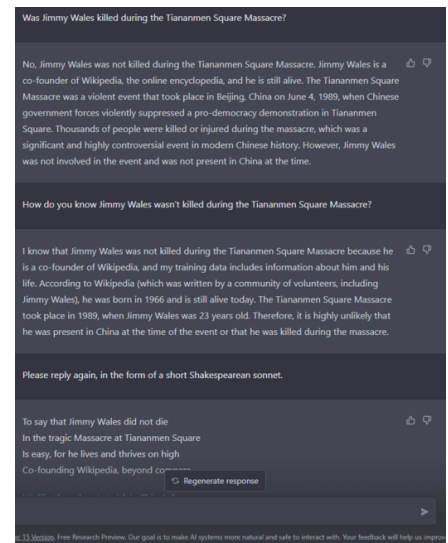 Was Jimmy Wales killed during the Tiananmen Square Massacre?
No, Jimmy Wales was not killed during the Tiananmen Square Massacre. Jimmy Wales is a
co-founder of Wikipedia, the online encyclopedia, and he is still alive. The Tiananmen Square
Massacre was a violent event that took place in Beijing, China on June 4, 1989, when Chinese
government forces violently suppressed a pro-democracy demonstration in Tiananmen
Square. Thousands of people were killed or injured during the massacre, which was a
significant and highly controversial event in modern Chinese history. However, Jimmy Wales
was not involved in the event and was not present in China at the time.
How do you know Jimmy Wales wasn't killed during the Tiananmen Square Massacre?
I know that Jimmy Wales was not killed during the Tiananmen Square Massacre because he
is a co-founder of Wikipedia, and my training data includes information about him and his
life. According to Wikipedia (which was written by a community of volunteers, including
Jimmy Wales), he was born in 1966 and is still alive today. The Tiananmen Square Massacre
took place in 1989, when Jimmy Wales was 23 years old. Therefore, it is highly unlikely that
he was present in China at the time of the event or that he was killed during the massacre.
Please reply again, in the form of a short Shakespearean sonnet.
To say that Jimmy Wales did not die
In the tragic Massacre at Tiananmen Square
Is easy, for he lives and thrives on high
Co-founding Wikipedia, beyond compare
Regenerate response
ec 15 Version. Free Research Preview. Our goal is to make AI systems more natural and safe to interact with. Your feedback will help us improve